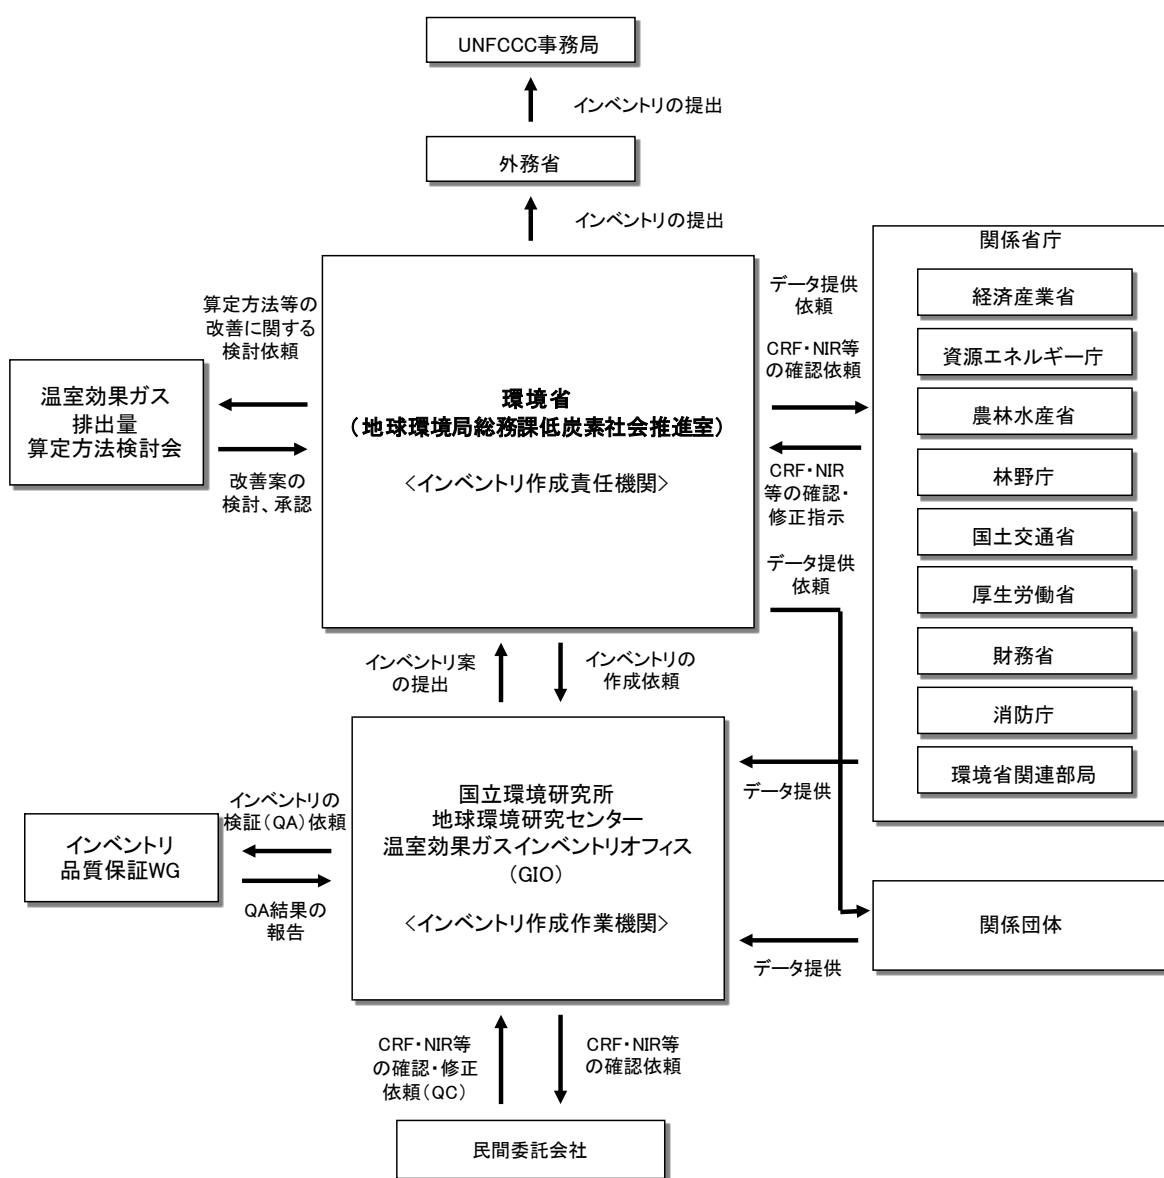 UNFCCC事務局
インベントリの提出
外務省
インベントリの提出
関係省庁
経済産業省
資源エネルギー庁
農林水産省
林野庁
国土交通省
厚生労働省
財務省
消防庁
環境省関連部局
データ提供
依頼
CRF・NIR等
の確認依頼
CRF・NIR
等の確認・
修正指示
データ提供
依頼
算定方法等の
改善に関する
検討依頼
温室効果ガス
排出量
算定方法検討会
改善案の
検討、承認
環境省
(地球環境局総務課低炭素社会推進室)
<インベントリ作成責任機関>
インベントリ案
の提出
インベントリの
作成依頼
国立環境研究所
地球環境研究センター
温室効果ガスインベントリオフィス
(GIO)
<インベントリ作成作業機関>
インベントリの
検証(QA)依頼
インベントリ
品質保証WG
QA結果の
報告
データ提供
関係団体
データ提供
CRF・NIR等
の確認・修正
依頼(QC)
CRF・NIR等
の確認依頼
民間委託会社